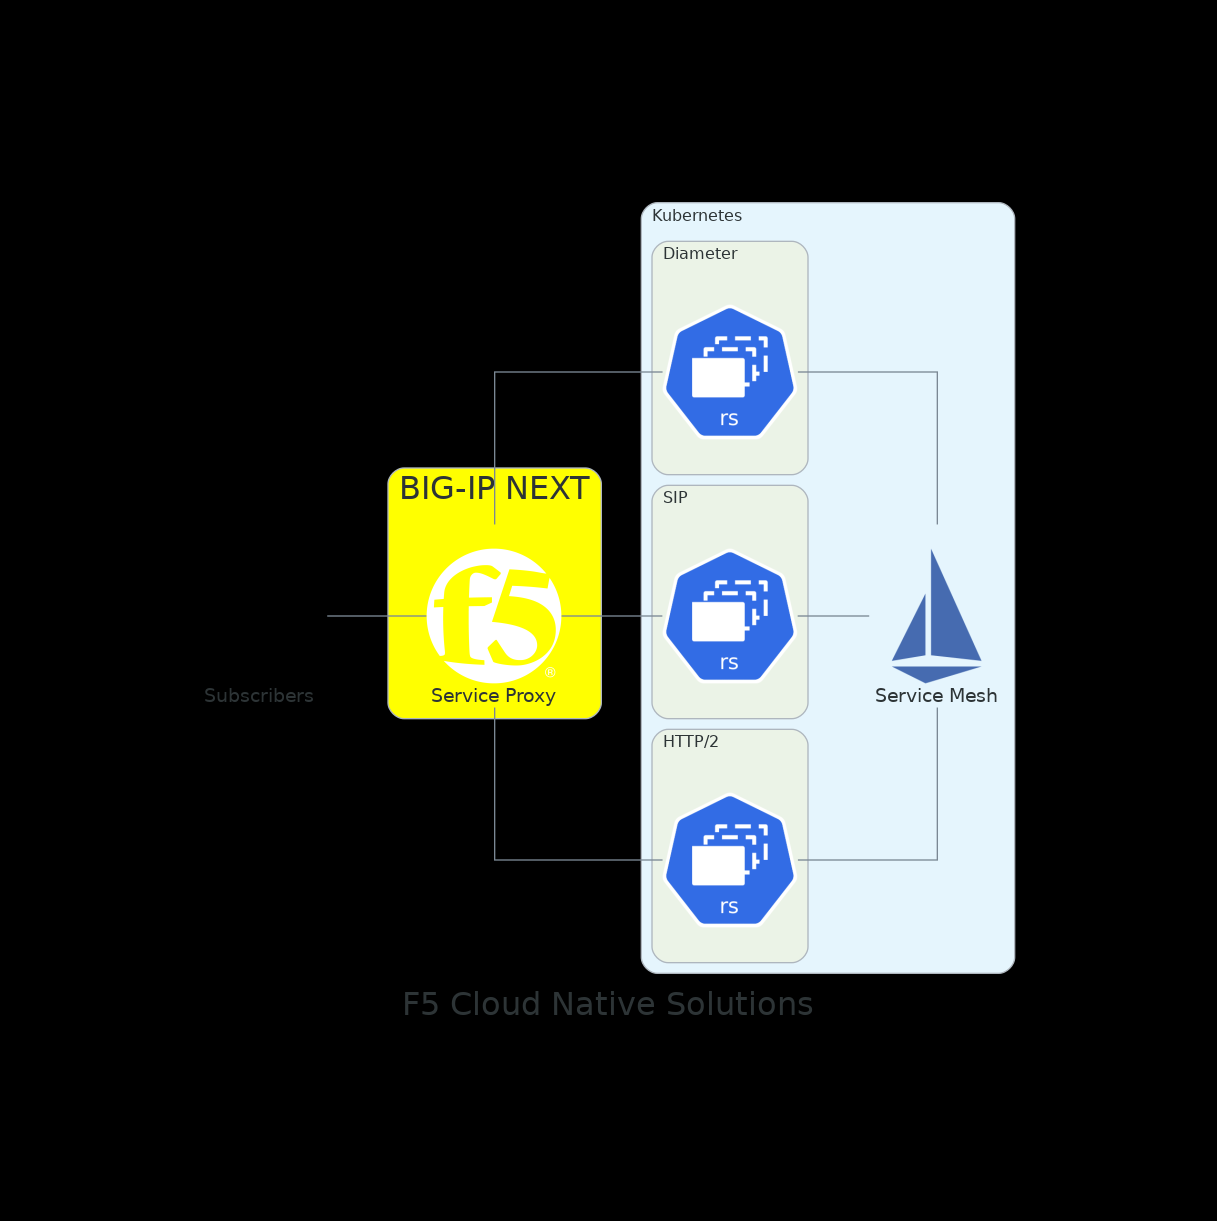 Kubernetes
Diameter
rs
BIG-IP NEXT
SIP
f5
®
rs
Subscribers
Service Proxy
Service Mesh
HTTP/2
rs
F5 Cloud Native Solutions